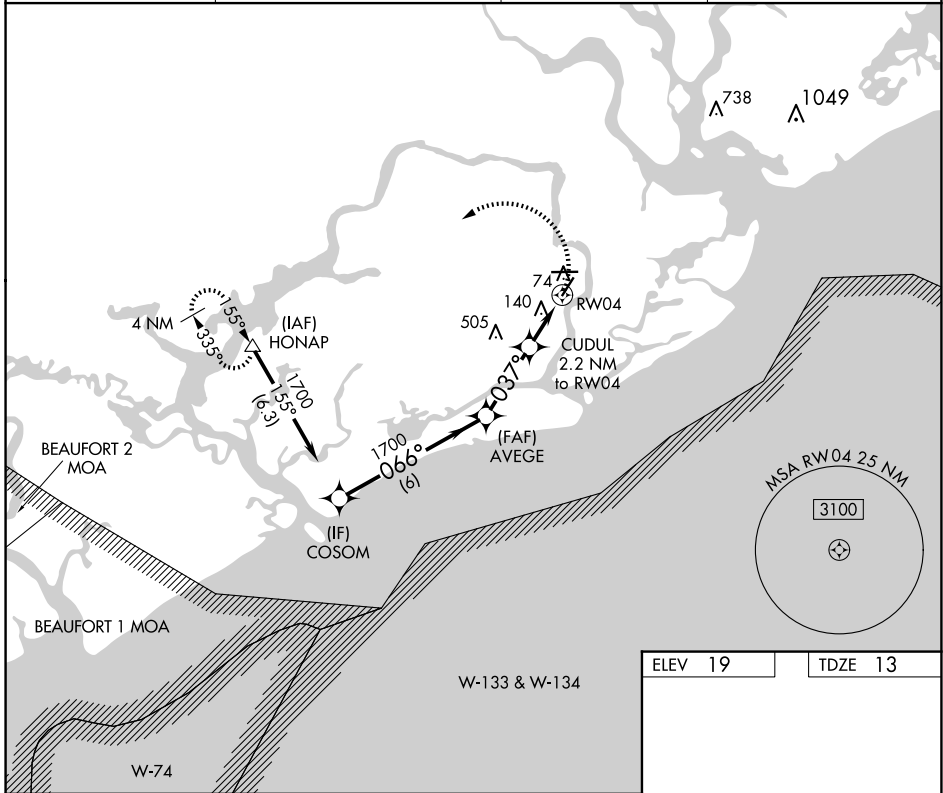 738
1049
74
RW04
140
505
CUDUL
2.2 NM
to RW04
4 NM
155°
335°
(IAF)
HONAP
1700
155°
(6.3)
037°
(FAF)
AVEGE
1700
066°
(6)
(IF)
COSOM
BEAUFORT 2
MOA
MSA RW04 25 NM
3100
BEAUFORT 1 MOA
W-133 & W-134
W-74
ELEV 19
TDZE 13